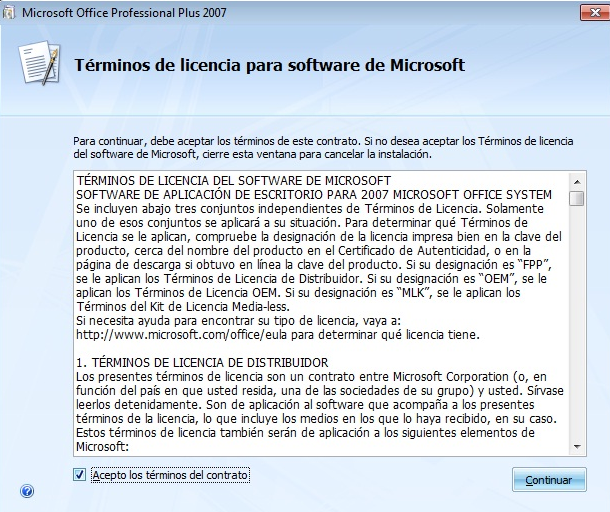 Microsoft Office Professional Plus 2007
Términos de licencia para software de Microsoft
Para continuar, debe aceptar los términos de este contrato. Si no desea aceptar los Términos de licencia
del software de Microsoft, cierre esta ventana para cancelar la instalación.
TÉRMINOS DE LICENCIA DEL SOFTWARE DE MICROSOFT
SOFTWARE DE APLICACIÓN DE ESCRITORIO PARA 2007 MICROSOFT OFFICE SYSTEM
Se incluyen abajo tres conjuntos independientes de Términos de Licencia. Solamente
uno de esos conjuntos se aplicará a su situación. Para determinar qué Términos de
Licencia se le aplican, compruebe la designación de la licencia impresa bien en la clave del
producto, cerca del nombre del producto en el Certificado de Autenticidad, o en la
página de descarga si obtuvo en línea la clave del producto. Si su designación es “FPP”,
se le aplican los Términos de Licencia de Distribuidor. Si su designación es “OEM”, se le
aplican los Términos de Licencia OEM. Si su designación es “MLK”, se le aplican los
Términos del Kit de Licencia Media-less.
Si necesita ayuda para encontrar su tipo de licencia, vaya a:
http://www.microsoft.com/office/eula para determinar qué licencia tiene.
1. TÉRMINOS DE LICENCIA DE DISTRIBUIDOR
Los presentes términos de licencia son un contrato entre Microsoft Corporation (o, en
función del país en que usted resida, una de las sociedades de su grupo) y usted. Sírvase
leerlos detenidamente. Son de aplicación al software que acompaña a los presentes
términos de la licencia, lo que incluye los medios en los que lo haya recibido, en su caso.
Estos términos de licencia también serán de aplicación a los siguientes elementos de
Microsoft:
Acepto los términos del contrato
Continuar